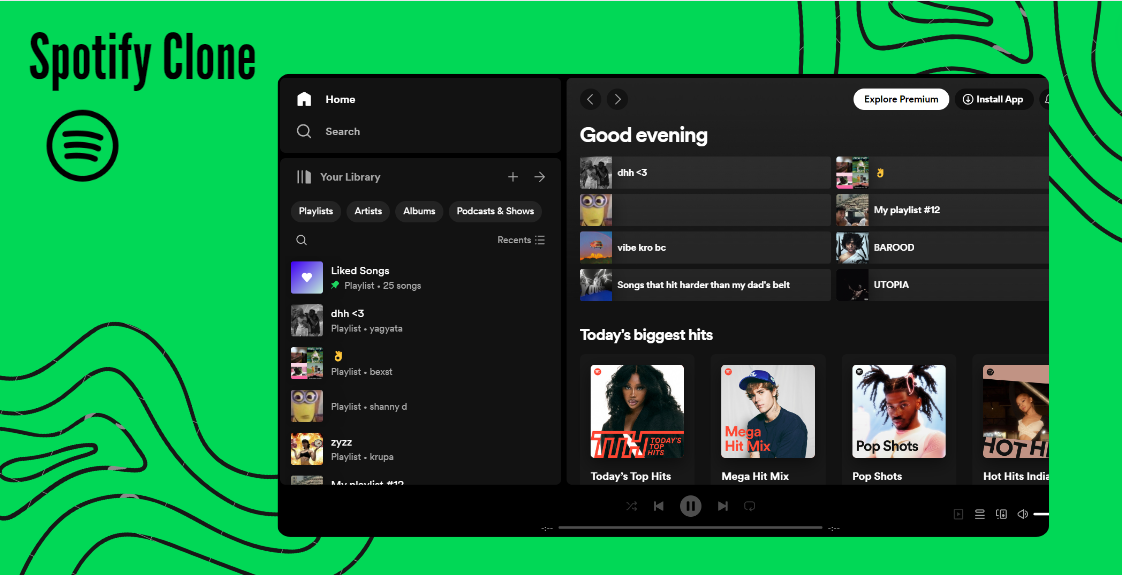 Spotify Clone
Home
Search
Your Library
Playlists
Artists
Albums
Podcasts & Shows
Recents
Liked Songs
Playlist • 25 songs
dhh <3
Playlist • yagyata
👌
Playlist • bexst
Playlist • shanny d
zyzz
Playlist • krupa
My playlist #12
Explore Premium
Install App
Good evening
dhh <3
👌
My playlist #12
vibe kro bc
BAROOD
Songs that hit harder than my dad's belt
UTOPIA
Today's biggest hits
TTH TODAY'S
TOP
HITS
Today's Top Hits
Mega
Hit Mix
Mega Hit Mix
Pop Shots
Pop Shots
HOT HITS
Hot Hits India
-:--
-:--